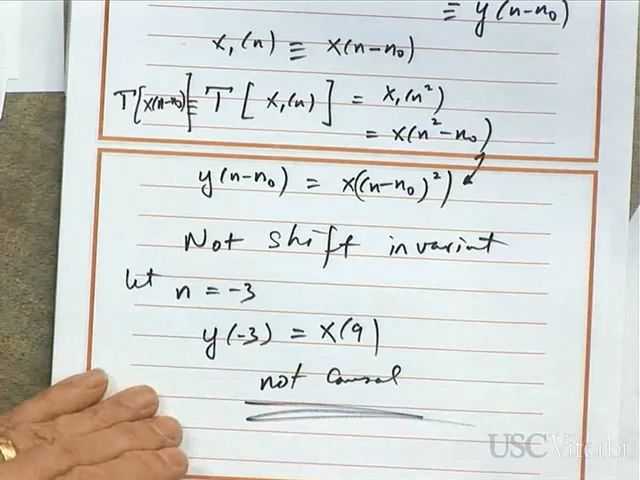 ≡ y(n-n₀)
x₁(n) ≡ x(n-n₀)
T[x(n-n₀)] ≡ T[x₁(n)] = x₁(n²)
= x(n²-n₀)
y(n-n₀) = x((n-n₀)²)
Not shift invariant
let n = -3
y(-3) = x(9)
not causal
USC Viterbi